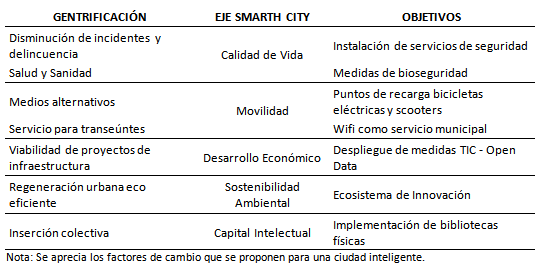 GENTRIFICACIÓN EJE SMARTH CITY OBJETIVOS
Disminución de incidentes y
delincuencia
Calidad de Vida
Instalación de servicios de seguridad
Salud y Sanidad
Medidas de bioseguridad
Medios alternativos
Movilidad
Puntos de recarga bicicletas
eléctricas y scooters
Servicio para transeúntes
Wifi como servicio municipal
Viabilidad de proyectos de
infraestructura
Desarrollo Económico
Despliegue de medidas TIC - Open
Data
Regeneración urbana eco
eficiente
Sostenibilidad
Ambiental
Ecosistema de Innovación
Inserción colectiva
Capital Intelectual
Implementación de bibliotecas
físicas
Nota: Se aprecia los factores de cambio que se proponen para una ciudad inteligente.